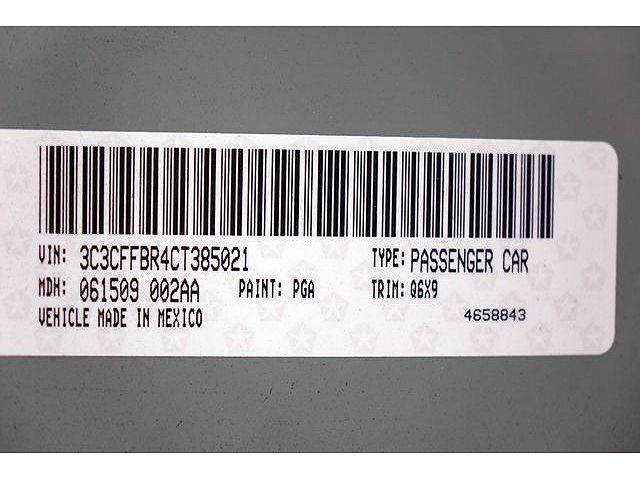 VIN: 3C3CFFBR4CT385021 TYPE: PASSENGER CAR
MDH: 061509 002AA PAINT: PGA TRIM: Q6X9
VEHICLE MADE IN MEXICO 4658843